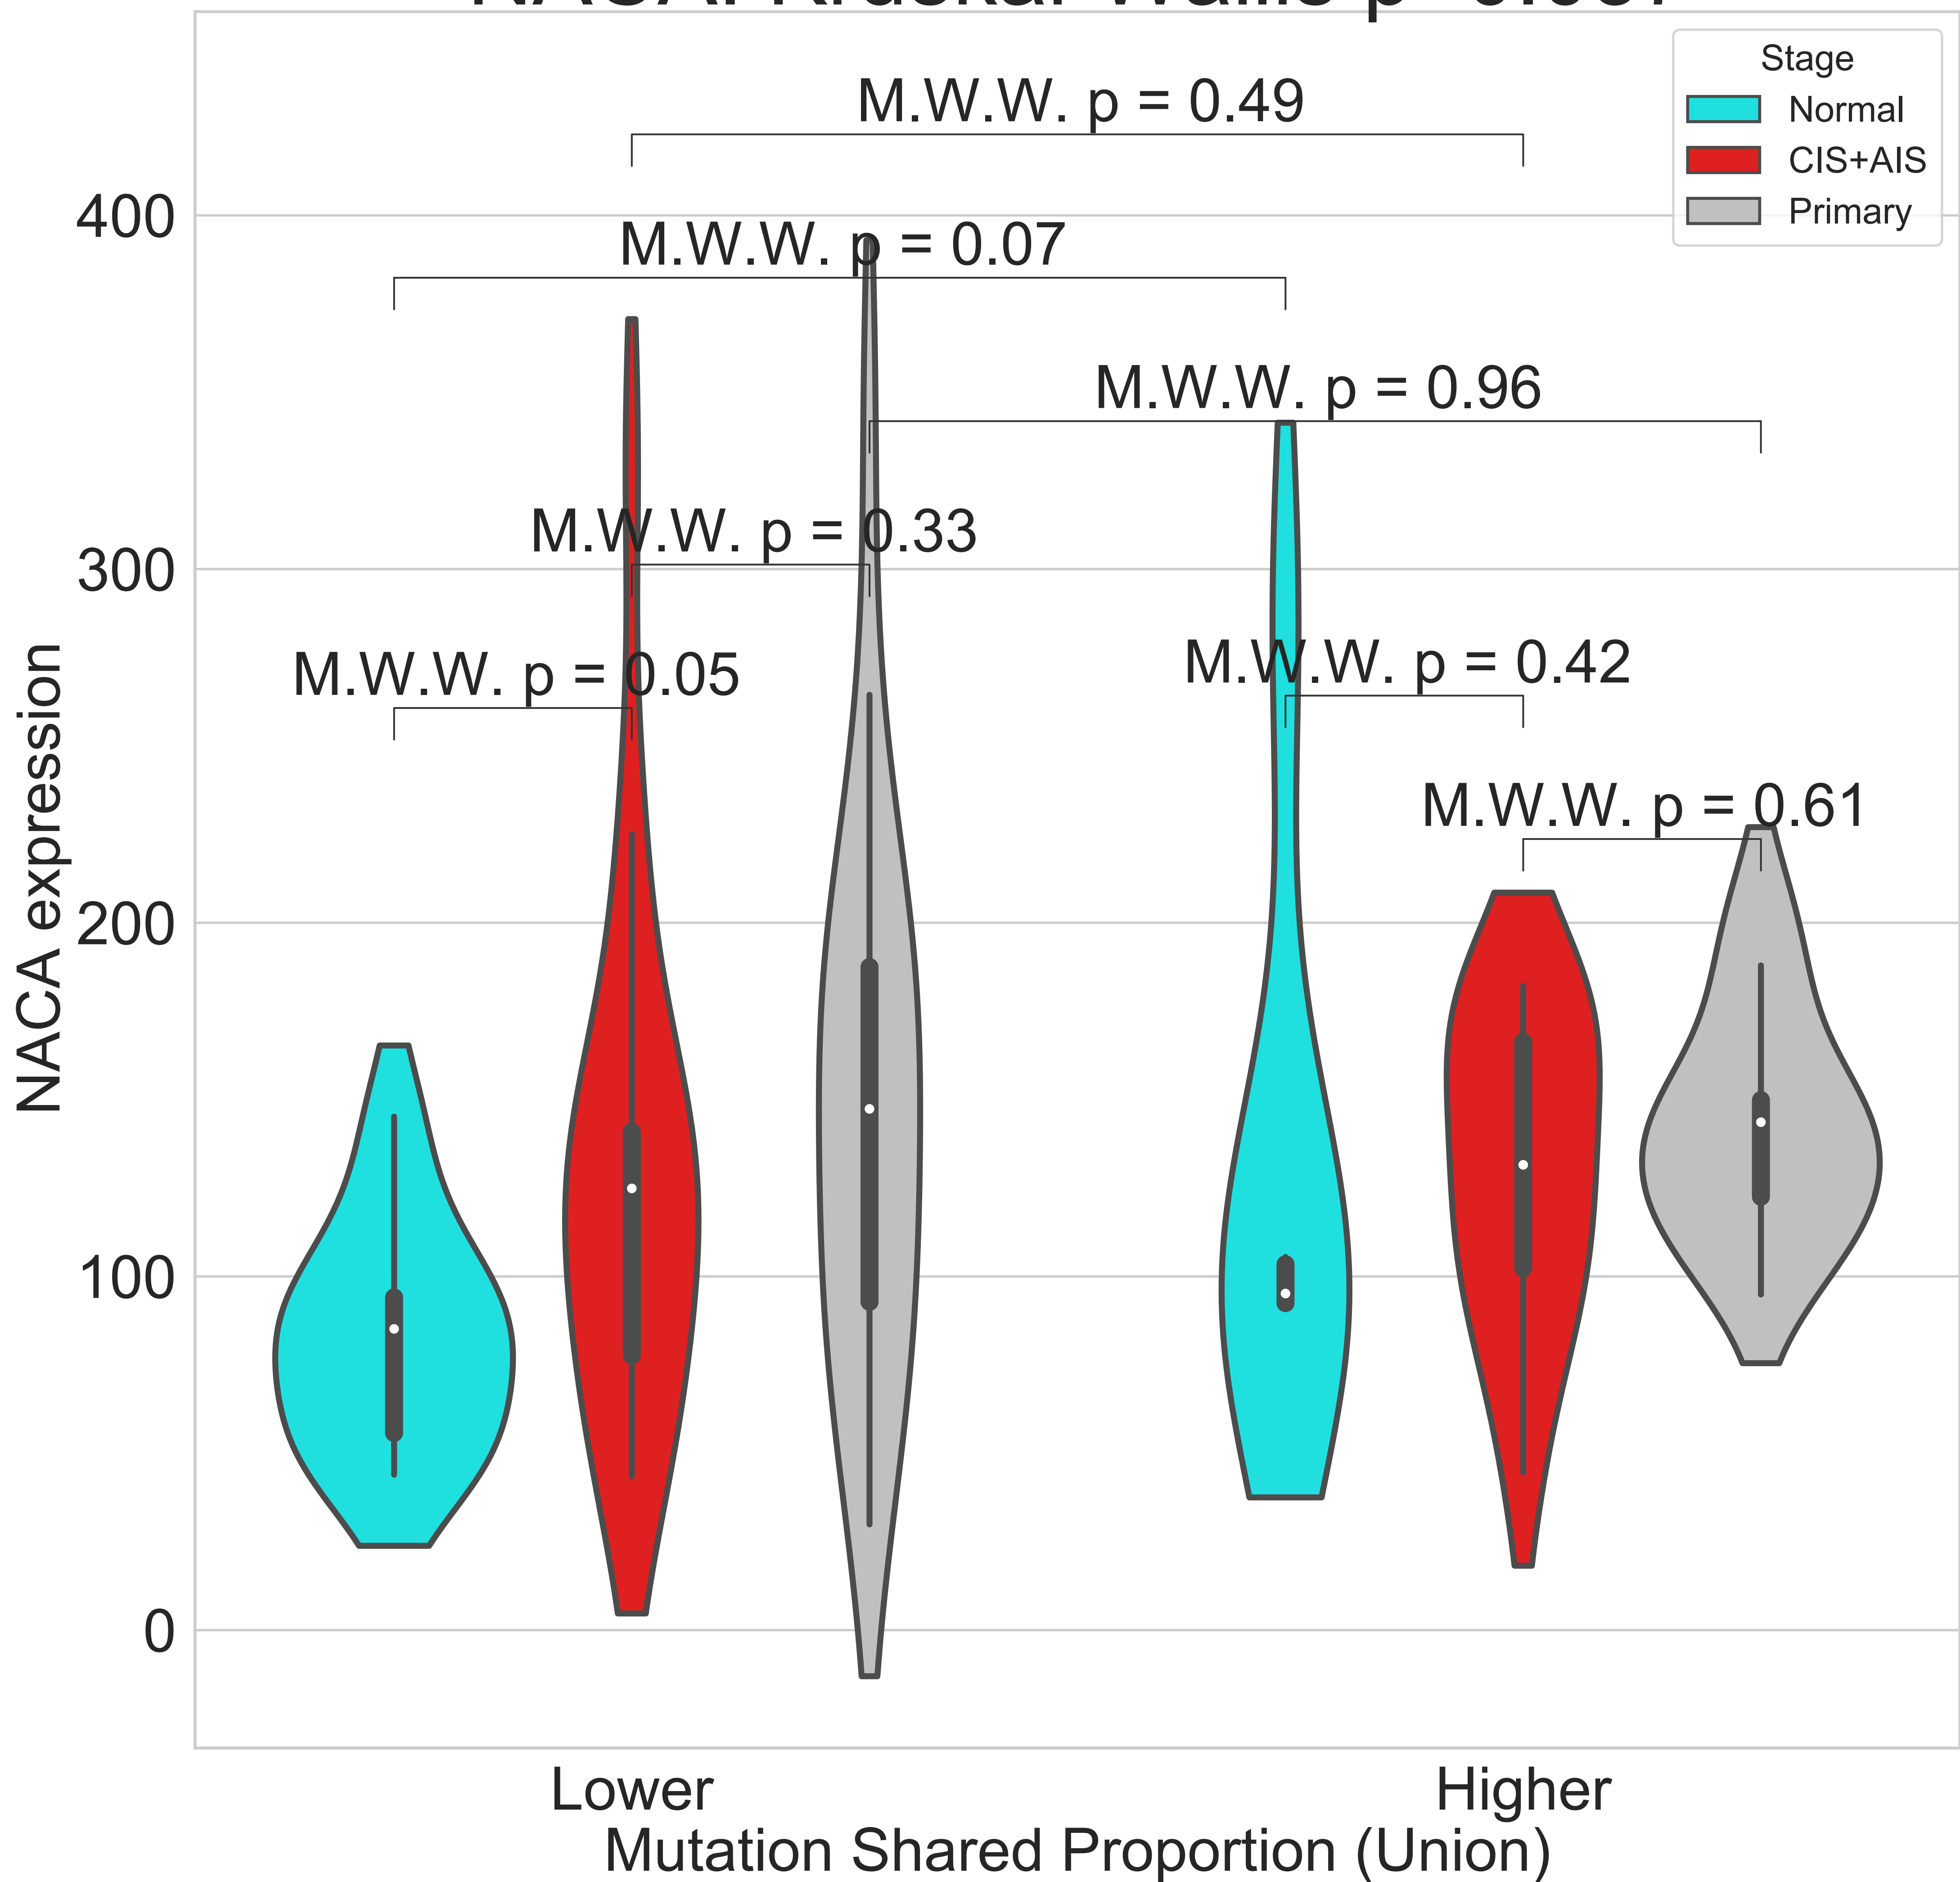 Stage
Normal
CIS+AIS
Primary
M.W.W. p = 0.49
M.W.W. p = 0.07
M.W.W. p = 0.96
M.W.W. p = 0.33
M.W.W. p = 0.05
M.W.W. p = 0.42
M.W.W. p = 0.61
400
300
200
100
0
NACA expression
Lower
Higher
Mutation Shared Proportion (Union)